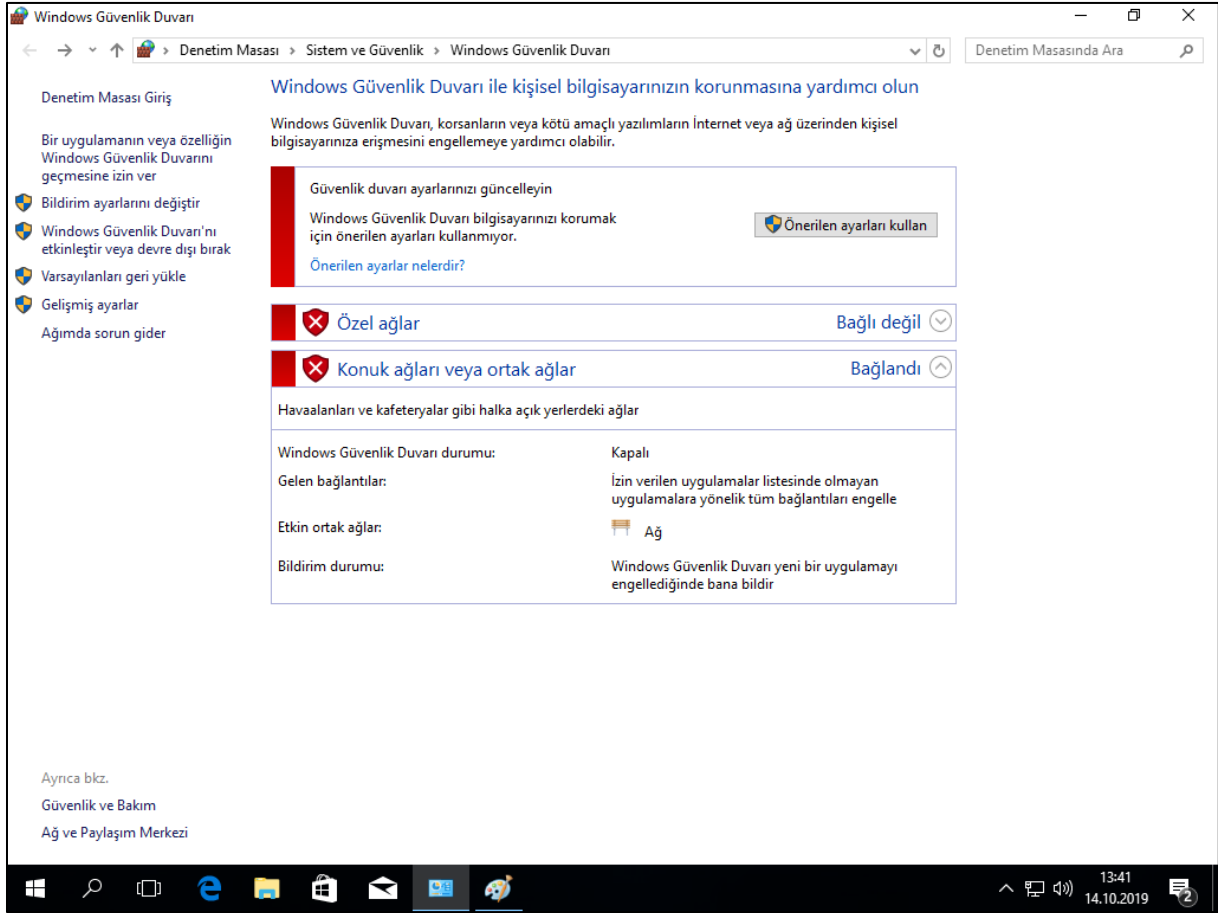 Windows Güvenlik Duvarı
Denetim Masası › Sistem ve Güvenlik › Windows Güvenlik Duvarı
Denetim Masasında Ara
Denetim Masası Giriş
Bir uygulamanın veya özelliğin
Windows Güvenlik Duvarını
geçmesine izin ver
Bildirim ayarlarını değiştir
Windows Güvenlik Duvarı'nı
etkinleştir veya devre dışı bırak
Varsayılanları geri yükle
Gelişmiş ayarlar
Ağımda sorun gider
Windows Güvenlik Duvarı ile kişisel bilgisayarınızın korunmasına yardımcı olun
Windows Güvenlik Duvarı, korsanların veya kötü amaçlı yazılımların İnternet veya ağ üzerinden kişisel
bilgisayarınıza erişmesini engellemeye yardımcı olabilir.
Güvenlik duvarı ayarlarınızı güncelleyin
Windows Güvenlik Duvarı bilgisayarınızı korumak
için önerilen ayarları kullanmıyor.
Önerilen ayarları kullan
Önerilen ayarlar nelerdir?
Özel ağlar Bağlı değil
Konuk ağları veya ortak ağlar Bağlandı
Havaalanları ve kafeteryalar gibi halka açık yerlerdeki ağlar
Windows Güvenlik Duvarı durumu: Kapalı
Gelen bağlantılar: İzin verilen uygulamalar listesinde olmayan
uygulamalara yönelik tüm bağlantıları engelle
Etkin ortak ağlar: Ağ
Bildirim durumu: Windows Güvenlik Duvarı yeni bir uygulamayı
engellediğinde bana bildir
Ayrıca bkz.
Güvenlik ve Bakım
Ağ ve Paylaşım Merkezi
13:41
14.10.2019
2